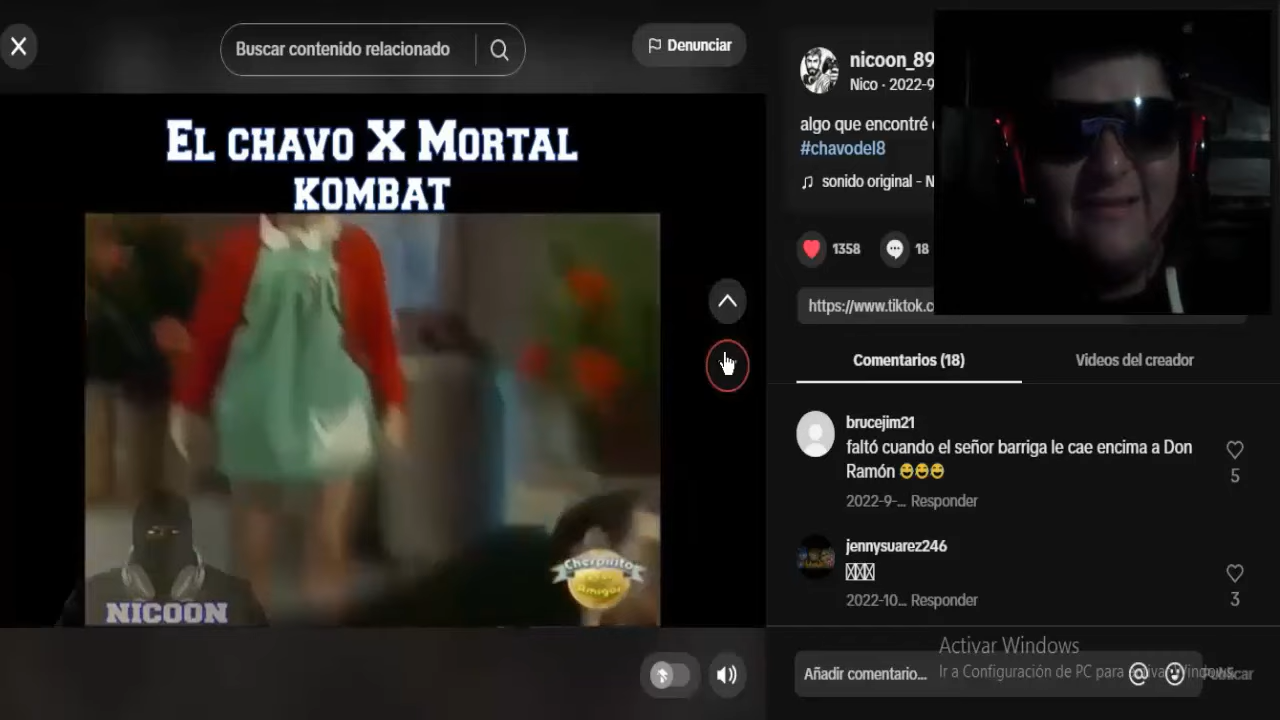 Buscar contenido relacionado
Denunciar
EL CHAVO X MORTAL
KOMBAT
Cherpinito
NICOON
nicoon_89
Nico · 2022-9
algo que encontré
#chavodel8
sonido original - N
1358
18
https://www.tiktok.c
Comentarios (18)
Videos del creador
brucejim21
faltó cuando el señor barriga le cae encima a Don
Ramón 😂😂😂
5
2022-9-... Responder
jennysuarez246
3
2022-10... Responder
Activar Windows
Añadir comentario...
Ir a Configuración de PC para activar Windows.
Publicar